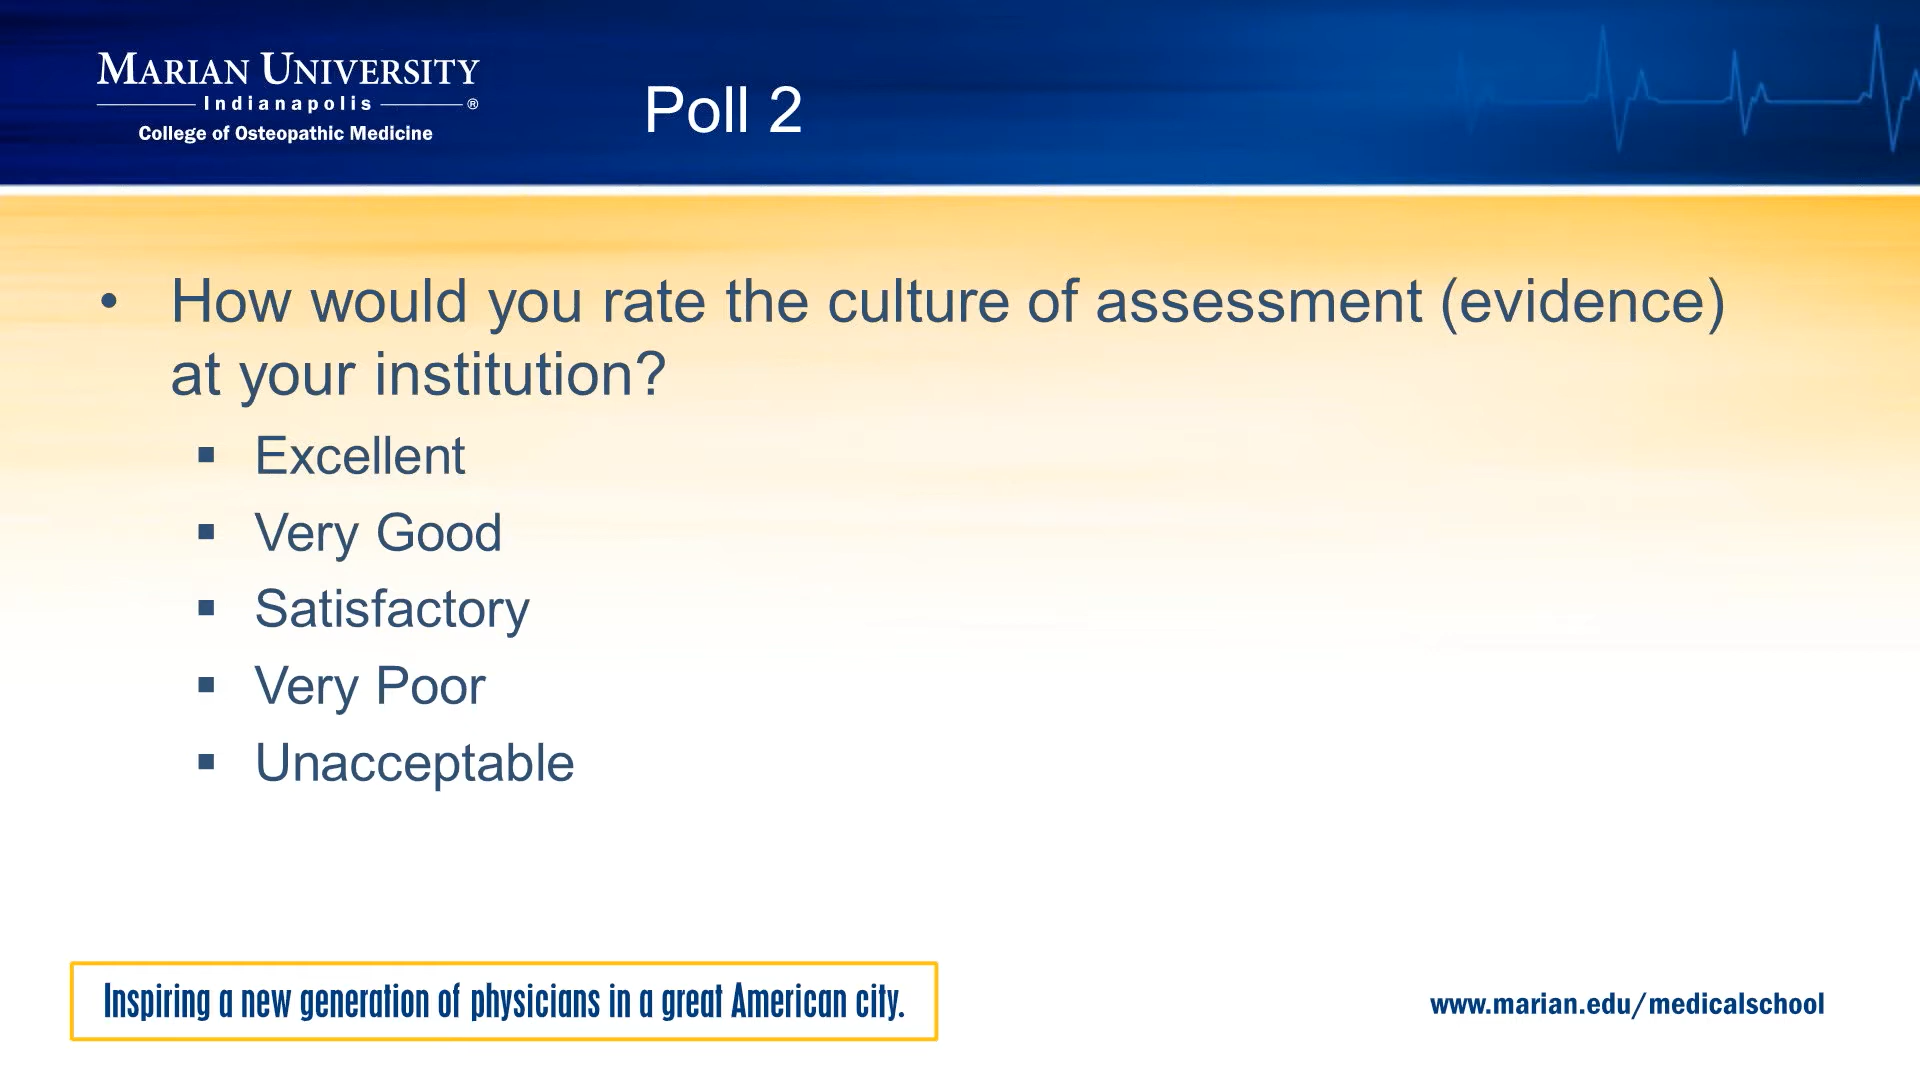 MARIAN UNIVERSITY
Indianapolis ®
College of Osteopathic Medicine
Poll 2
• How would you rate the culture of assessment (evidence)
at your institution?
▪ Excellent
▪ Very Good
▪ Satisfactory
▪ Very Poor
▪ Unacceptable
Inspiring a new generation of physicians in a great American city.
www.marian.edu/medicalschool